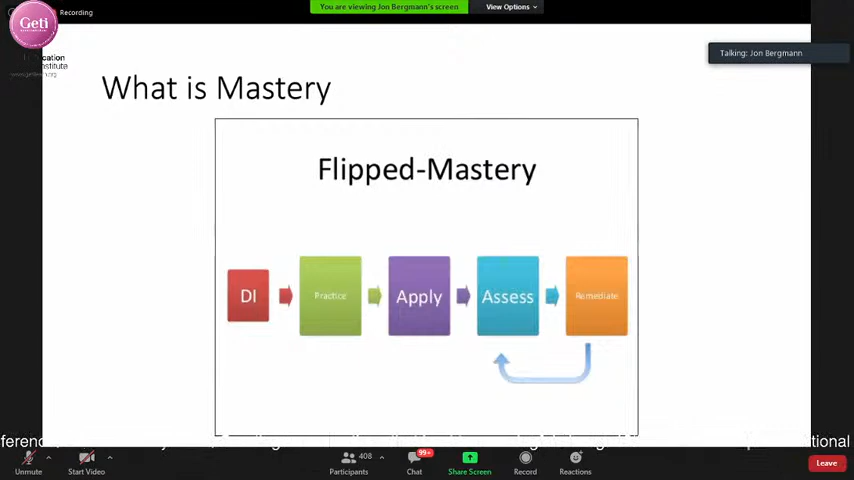 Recording
You are viewing Jon Bergmann's screen
View Options
Geti
Talking: Jon Bergmann
What is Mastery
Flipped-Mastery
DI
Practice
Apply
Assess
Remediate
Unmute
Start Video
408
Participants
99+
Chat
Share Screen
Record
Reactions
Leave